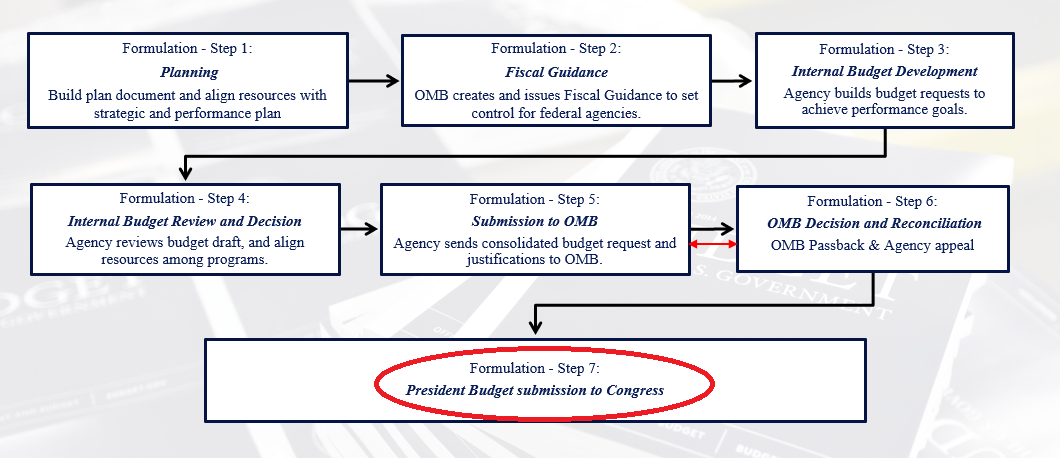 Formulation - Step 1:
Planning
Build plan document and align resources with
strategic and performance plan
Formulation - Step 2:
Fiscal Guidance
OMB creates and issues Fiscal Guidance to set
control for federal agencies.
Formulation - Step 3:
Internal Budget Development
Agency builds budget requests to
achieve performance goals.
Formulation - Step 4:
Internal Budget Review and Decision
Agency reviews budget draft, and align
resources among programs.
Formulation - Step 5:
Submission to OMB
Agency sends consolidated budget request and
justifications to OMB.
Formulation - Step 6:
OMB Decision and Reconciliation
OMB Passback & Agency appeal
Formulation - Step 7:
President Budget submission to Congress